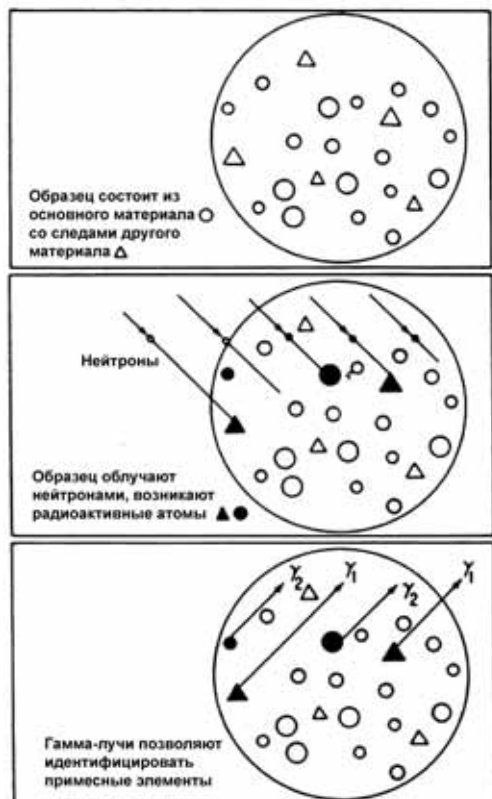 Образец состоит из
основного материала
со следами другого
материала
Нейтроны
Образец облучают
нейтронами, возникают
радиоактивные атомы
γ₂
γ₁
γ₂
γ₁
Гамма-лучи позволяют
идентифицировать
примесные элементы